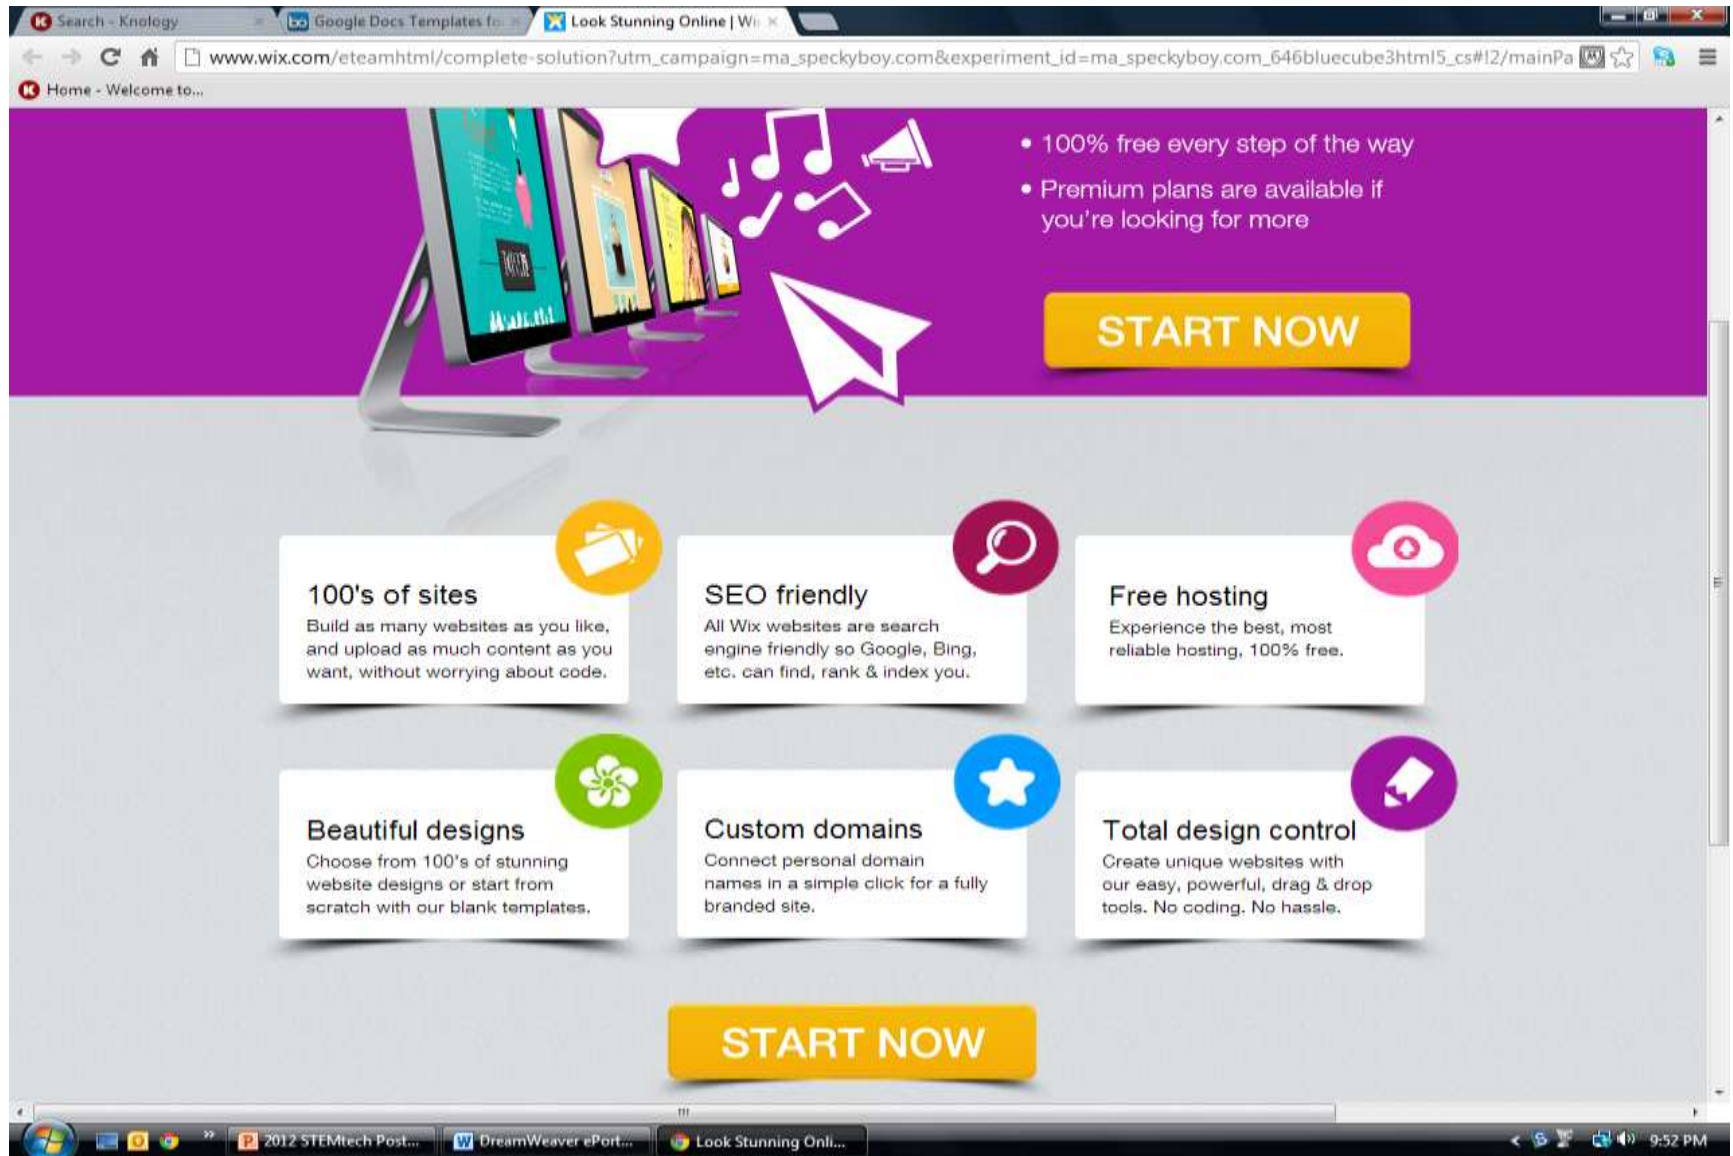 Search - Knology
Google Docs Templates fo
Look Stunning Online | Wi
www.wix.com/eteamhtml/complete-solution?utm_campaign=ma_speckyboy.com&experiment_id=ma_speckyboy.com_646bluecube3html5_cs#!2/mainPa
Home - Welcome to...
• 100% free every step of the way
• Premium plans are available if
you're looking for more
START NOW
100's of sites
Build as many websites as you like,
and upload as much content as you
want, without worrying about code.
SEO friendly
All Wix websites are search
engine friendly so Google, Bing,
etc. can find, rank & index you.
Free hosting
Experience the best, most
reliable hosting, 100% free.
Beautiful designs
Choose from 100's of stunning
website designs or start from
scratch with our blank templates.
Custom domains
Connect personal domain
names in a simple click for a fully
branded site.
Total design control
Create unique websites with
our easy, powerful, drag & drop
tools. No coding. No hassle.
START NOW
2012 STEMtech Post...
DreamWeaver ePort...
Look Stunning Onli...
9:52 PM